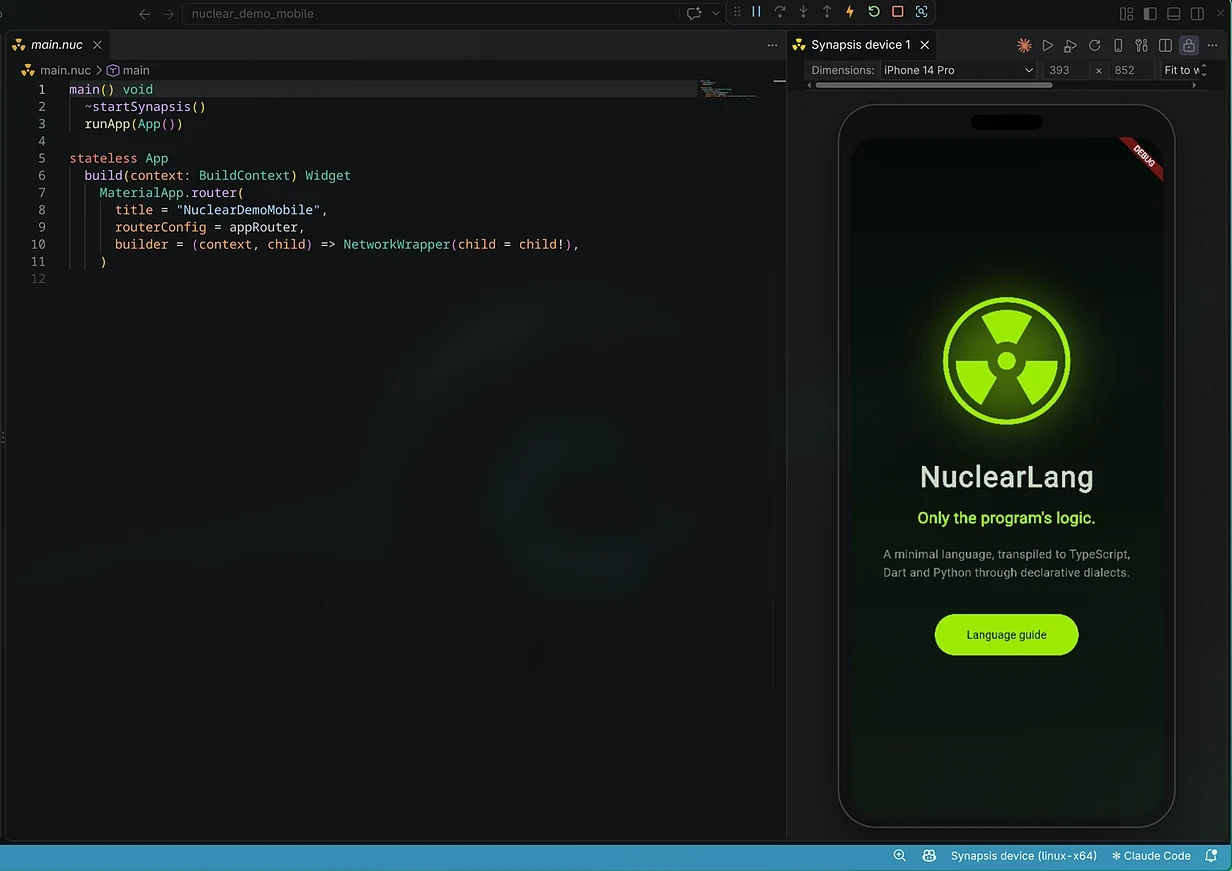 nuclear_demo_mobile
main.nuc
main.nuc > main
1 main() void
2 ~startSynapsis()
3 runApp(App())
4
5 stateless App
6 build(context: BuildContext) Widget
7 MaterialApp.router(
8 title = "NuclearDemoMobile",
9 routerConfig = appRouter,
10 builder = (context, child) => NetworkWrapper(child = child!),
11 )
12
Synapsis device 1
Dimensions: iPhone 14 Pro 393 × 852 Fit to w
DEBUG
NuclearLang
Only the program's logic.
A minimal language, transpiled to TypeScript,
Dart and Python through declarative dialects.
Language guide
Synapsis device (linux-x64) Claude Code